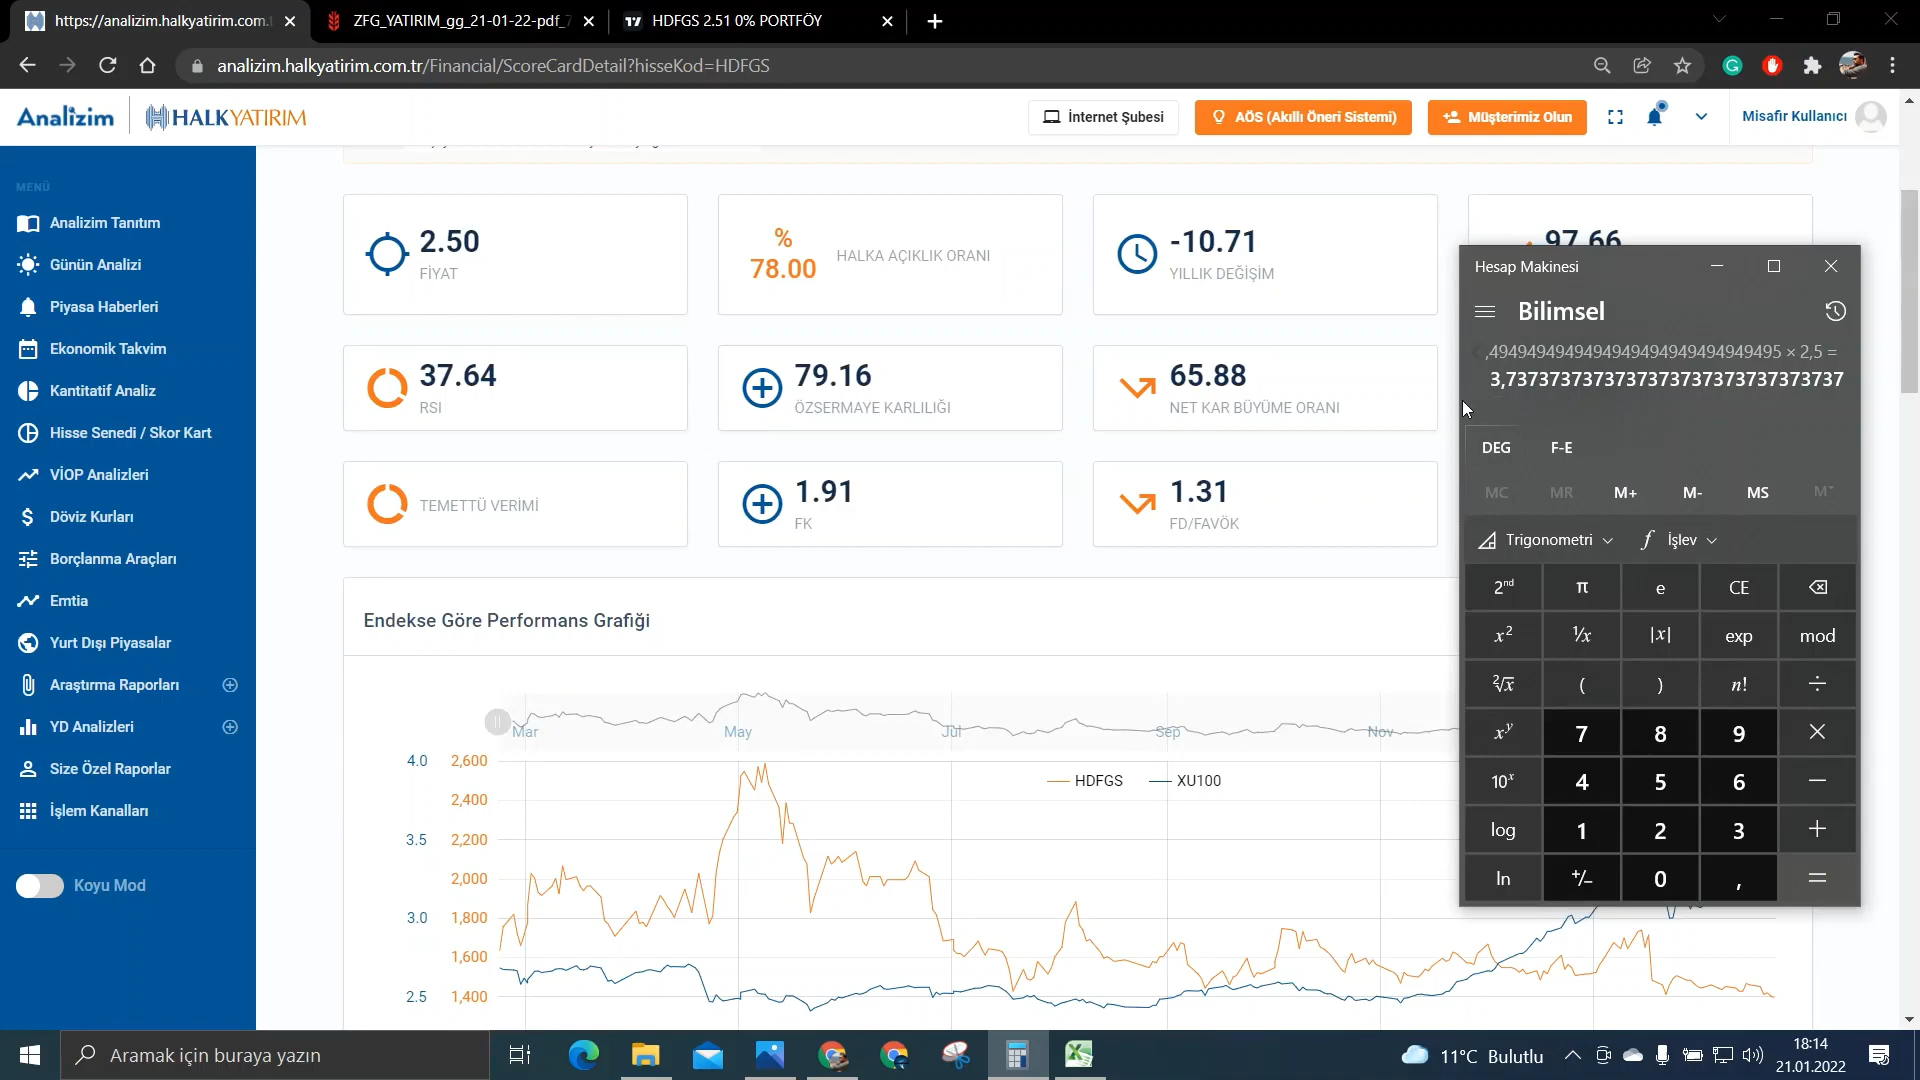 https://analizim.halkyatirim.com.
ZFG_YATIRIM_gg_21-01-22-pdf_7
HDFGS 2.51 0% PORTFÖY
analizim.halkyatirim.com.tr/Financial/ScoreCardDetail?hisseKod=HDFGS
Analizim
HALKYATIRIM
İnternet Şubesi
AÖS (Akıllı Öneri Sistemi)
Müşterimiz Olun
Misafir Kullanıcı
MENÜ
Analizim Tanıtım
Günün Analizi
Piyasa Haberleri
Ekonomik Takvim
Kantitatif Analiz
Hisse Senedi / Skor Kart
VİOP Analizleri
Döviz Kurları
Borçlanma Araçları
Emtia
Yurt Dışı Piyasalar
Araştırma Raporları
YD Analizleri
Size Özel Raporlar
İşlem Kanalları
Koyu Mod
2.50
FİYAT
%
78.00
HALKA AÇIKLIK ORANI
-10.71
YILLIK DEĞİŞİM
97.66
37.64
RSI
79.16
ÖZSERMAYE KARLILIĞI
65.88
NET KAR BÜYÜME ORANI
TEMETTÜ VERİMİ
1.91
FK
1.31
FD/FAVÖK
Endekse Göre Performans Grafiği
Mar
May
Jul
Sep
Nov
HDFGS
XU100
4.0
3.5
3.0
2.5
2,600
2,400
2,200
2,000
1,800
1,600
1,400
Hesap Makinesi
Bilimsel
× 2,5 =
DEG
F-E
MC MR M+ M- MS M˅
Trigonometri
f İşlev
2nd π e CE
x² ¹/x |x| exp mod
²√x ( ) n! ÷
xʸ 7 8 9 ×
10ˣ 4 5 6 −
log 1 2 3 +
ln +/− 0 , =
Aramak için buraya yazın
11°C Bulutlu
18:14
21.01.2022